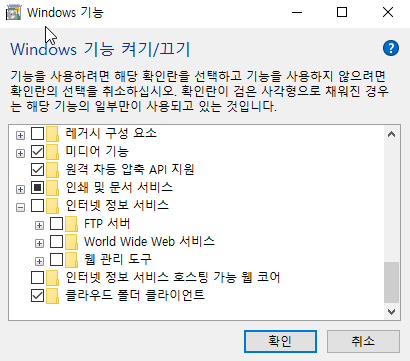 Windows 기능
Windows 기능 켜기/끄기
기능을 사용하려면 해당 확인란을 선택하고 기능을 사용하지 않으려면
확인란의 선택을 취소하십시오. 확인란이 검은 사각형으로 채워진 경우
는 해당 기능의 일부만이 사용되고 있는 것입니다.
레거시 구성 요소
미디어 기능
원격 차등 압축 API 지원
인쇄 및 문서 서비스
인터넷 정보 서비스
FTP 서버
World Wide Web 서비스
웹 관리 도구
인터넷 정보 서비스 호스팅 가능 웹 코어
클라우드 폴더 클라이언트
확인 취소